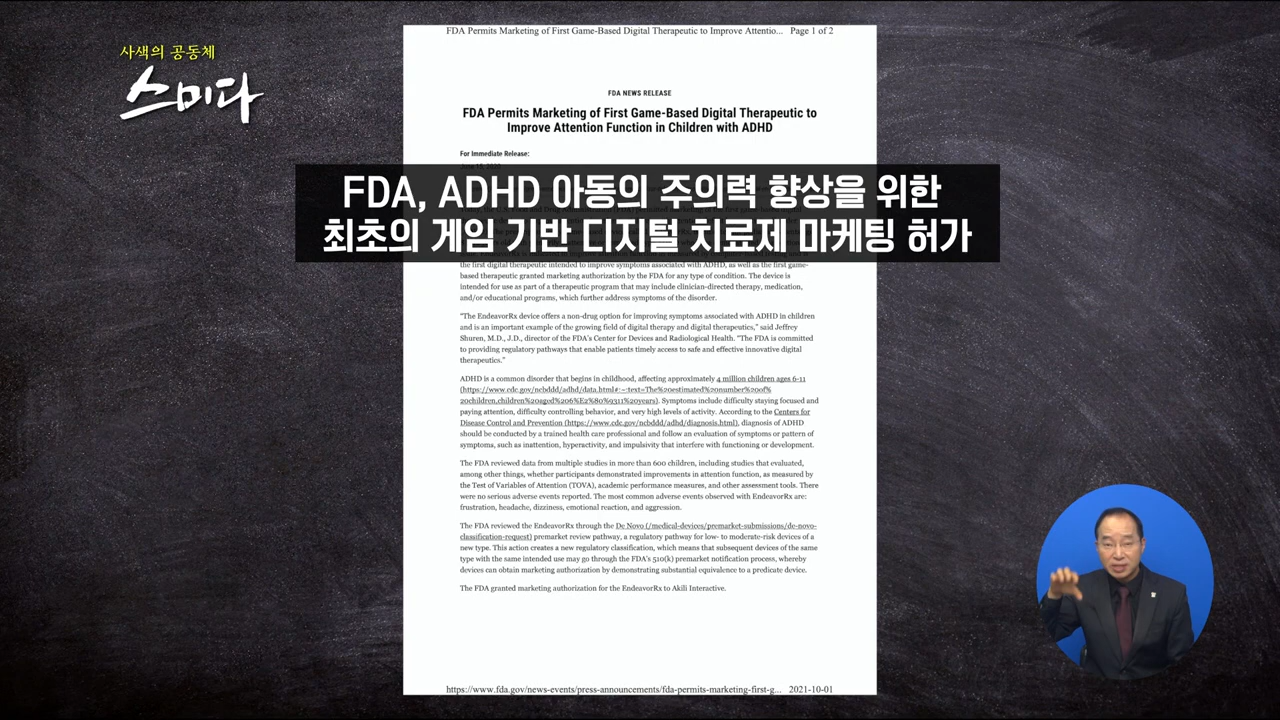 사색의 공동체
스미다
FDA Permits Marketing of First Game-Based Digital Therapeutic to Improve Attentio... Page 1 of 2
FDA NEWS RELEASE
FDA Permits Marketing of First Game-Based Digital Therapeutic to
Improve Attention Function in Children with ADHD
For Immediate Release:
FDA, ADHD 아동의 주의력 향상을 위한
최초의 게임 기반 디지털 치료제 마케팅 허가
the first digital therapeutic intended to improve symptoms associated with ADHD, as well as the first game-
based therapeutic granted marketing authorization by the FDA for any type of condition. The device is
intended for use as part of a therapeutic program that may include clinician-directed therapy, medication,
and/or educational programs, which further address symptoms of the disorder.
"The EndeavorRx device offers a non-drug option for improving symptoms associated with ADHD in children
and is an important example of the growing field of digital therapy and digital therapeutics," said Jeffrey
Shuren, M.D., J.D., director of the FDA's Center for Devices and Radiological Health. "The FDA is committed
to providing regulatory pathways that enable patients timely access to safe and effective innovative digital
therapeutics."
ADHD is a common disorder that begins in childhood, affecting approximately 4 million children ages 6-11
(https://www.cdc.gov/ncbddd/adhd/data.html#:~:text=The%20estimated%20number%20of%
20children,children%20aged%206%E2%80%9311%20years). Symptoms include difficulty staying focused and
paying attention, difficulty controlling behavior, and very high levels of activity. According to the Centers for
Disease Control and Prevention (https://www.cdc.gov/ncbddd/adhd/diagnosis.html), diagnosis of ADHD
should be conducted by a trained health care professional and follow an evaluation of symptoms or pattern of
symptoms, such as inattention, hyperactivity, and impulsivity that interfere with functioning or development.
The FDA reviewed data from multiple studies in more than 600 children, including studies that evaluated,
among other things, whether participants demonstrated improvements in attention function, as measured by
the Test of Variables of Attention (TOVA), academic performance measures, and other assessment tools. There
were no serious adverse events reported. The most common adverse events observed with EndeavorRx are:
frustration, headache, dizziness, emotional reaction, and aggression.
The FDA reviewed the EndeavorRx through the De Novo (/medical-devices/premarket-submissions/de-novo-
classification-request) premarket review pathway, a regulatory pathway for low- to moderate-risk devices of a
new type. This action creates a new regulatory classification, which means that subsequent devices of the same
type with the same intended use may go through the FDA's 510(k) premarket notification process, whereby
devices can obtain marketing authorization by demonstrating substantial equivalence to a predicate device.
The FDA granted marketing authorization for the EndeavorRx to Akili Interactive.
https://www.fda.gov/news-events/press-announcements/fda-permits-marketing-first-g... 2021-10-01